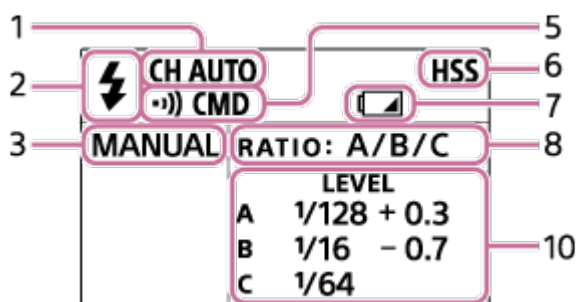 1
5
2
CH AUTO
HSS
6
•))) CMD
7
3
MANUAL
RATIO: A/B/C
8
LEVEL
A 1/128 + 0.3
B 1/16 − 0.7
10
C 1/64